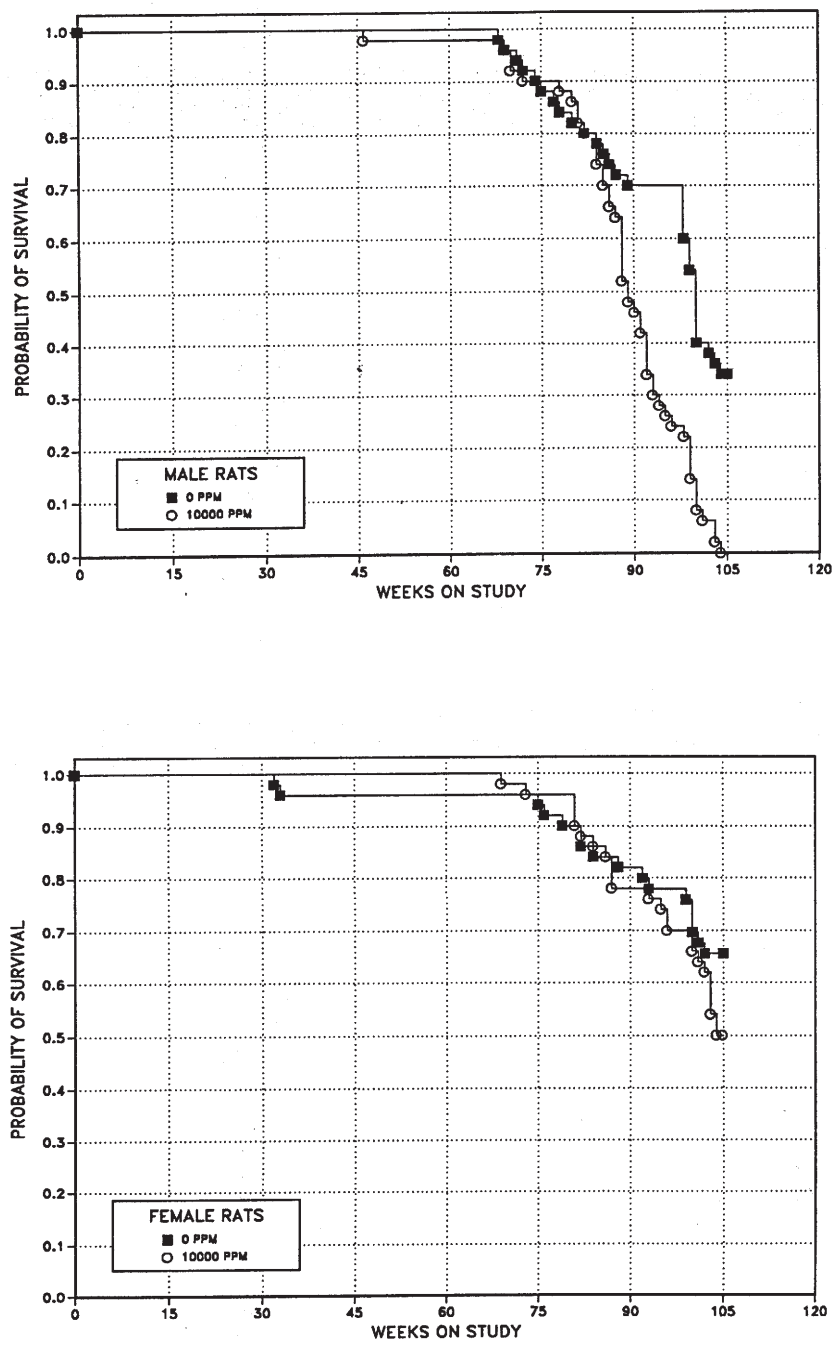 PROBABILITY OF SURVIVAL
1.0
0.9
0.8
0.7
0.6
0.5
0.4
0.3
0.2
0.1
0.0
MALE RATS
0 PPM
10000 PPM
0 15 30 45 60 75 90 105 120
WEEKS ON STUDY
PROBABILITY OF SURVIVAL
1.0
0.9
0.8
0.7
0.6
0.5
0.4
0.3
0.2
0.1
0.0
FEMALE RATS
0 PPM
10000 PPM
0 15 30 45 60 75 90 105 120
WEEKS ON STUDY